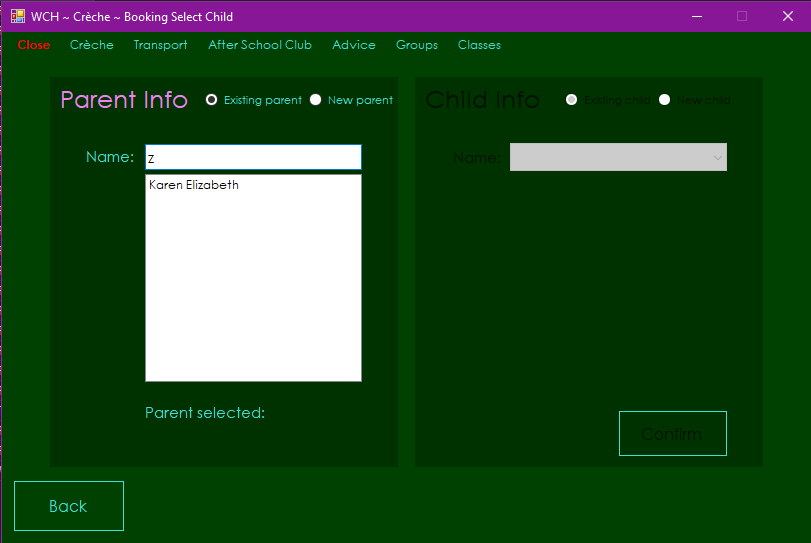 WCH ~ Crèche ~ Booking Select Child
Close Crèche Transport After School Club Advice Groups Classes
Parent Info Existing parent New parent
Name: z
Karen Elizabeth
Parent selected:
Child Info Existing child New child
Name:
Confirm
Back